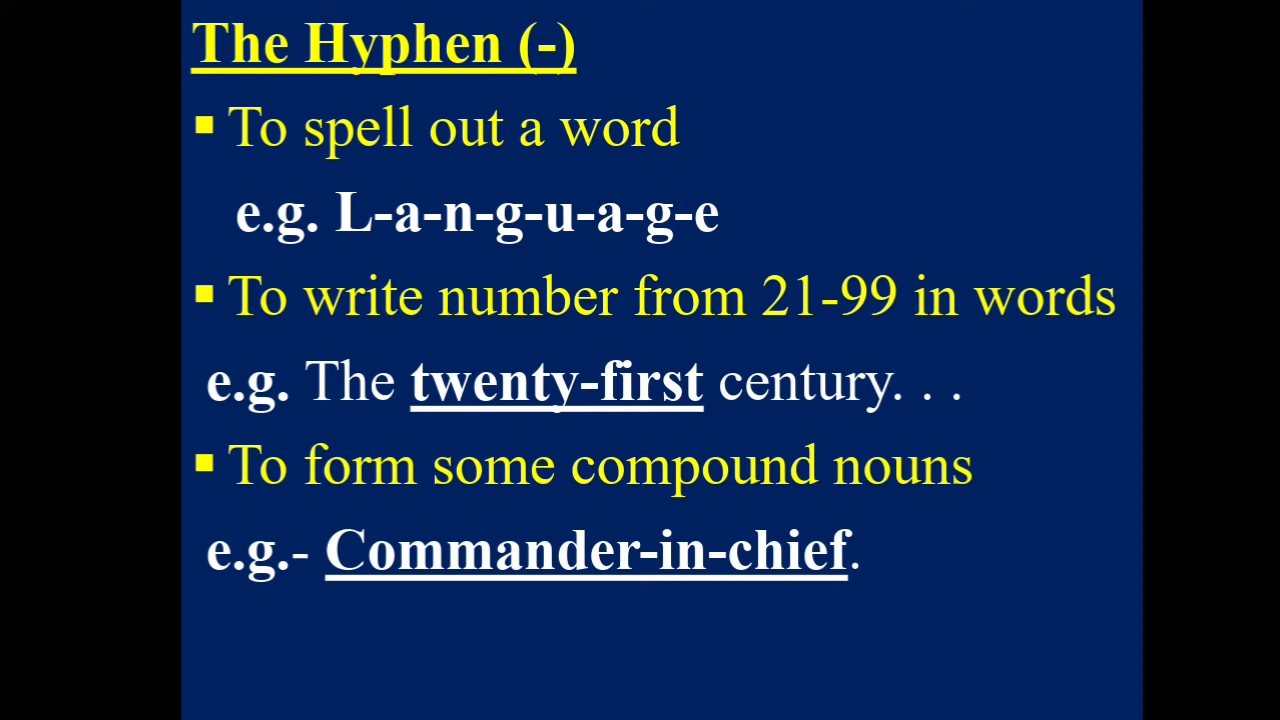 The Hyphen (-)
▪ To spell out a word
e.g. L-a-n-g-u-a-g-e
▪ To write number from 21-99 in words
e.g. The twenty-first century. . .
▪ To form some compound nouns
e.g.- Commander-in-chief.